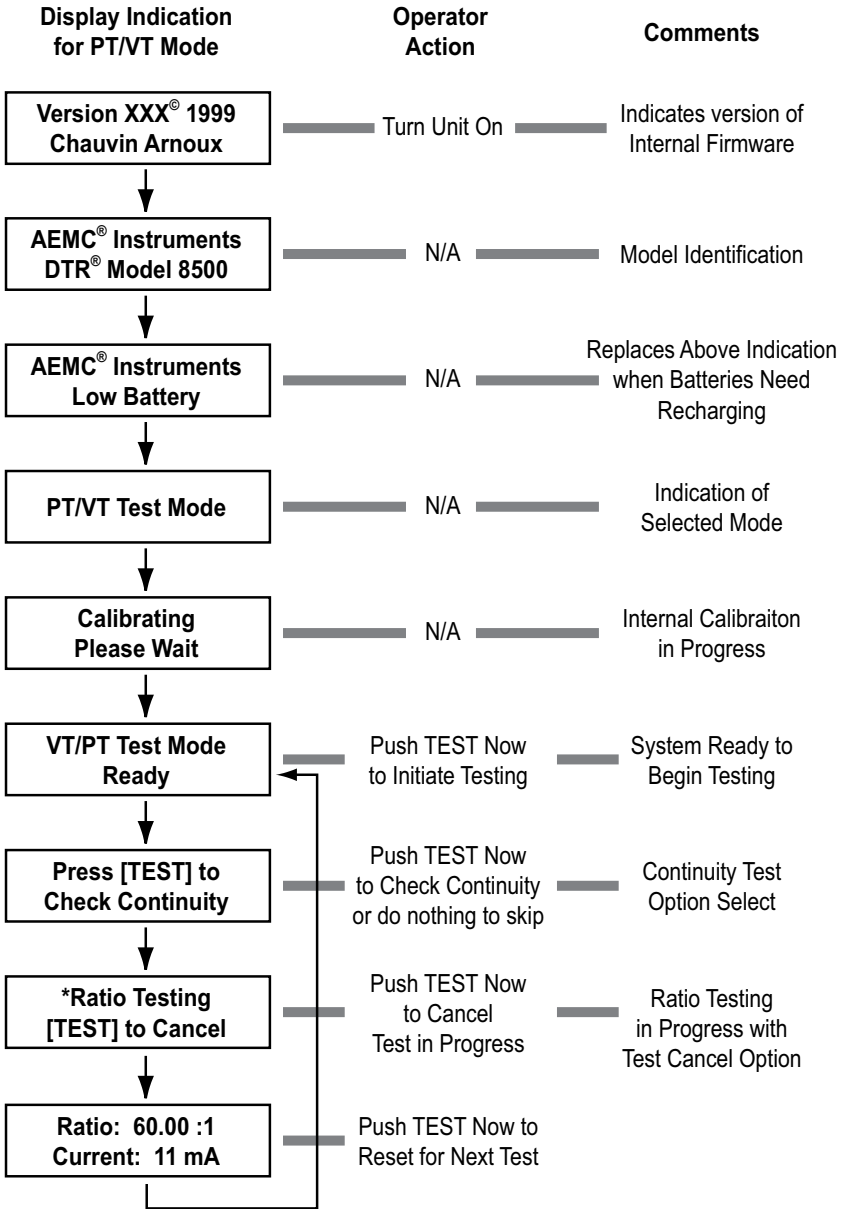 Display Indication
for PT/VT Mode
Operator
Action
Comments
Version XXX© 1999
Chauvin Arnoux
Turn Unit On
Indicates version of
Internal Firmware
AEMC® Instruments
DTR® Model 8500
N/A
Model Identification
AEMC® Instruments
Low Battery
N/A
Replaces Above Indication
when Batteries Need
Recharging
PT/VT Test Mode
N/A
Indication of
Selected Mode
Calibrating
Please Wait
N/A
Internal Calibraiton
in Progress
VT/PT Test Mode
Ready
Push TEST Now
to Initiate Testing
System Ready to
Begin Testing
Press [TEST] to
Check Continuity
Push TEST Now
to Check Continuity
or do nothing to skip
Continuity Test
Option Select
*Ratio Testing
[TEST] to Cancel
Push TEST Now
to Cancel
Test in Progress
Ratio Testing
in Progress with
Test Cancel Option
Ratio: 60.00 :1
Current: 11 mA
Push TEST Now to
Reset for Next Test